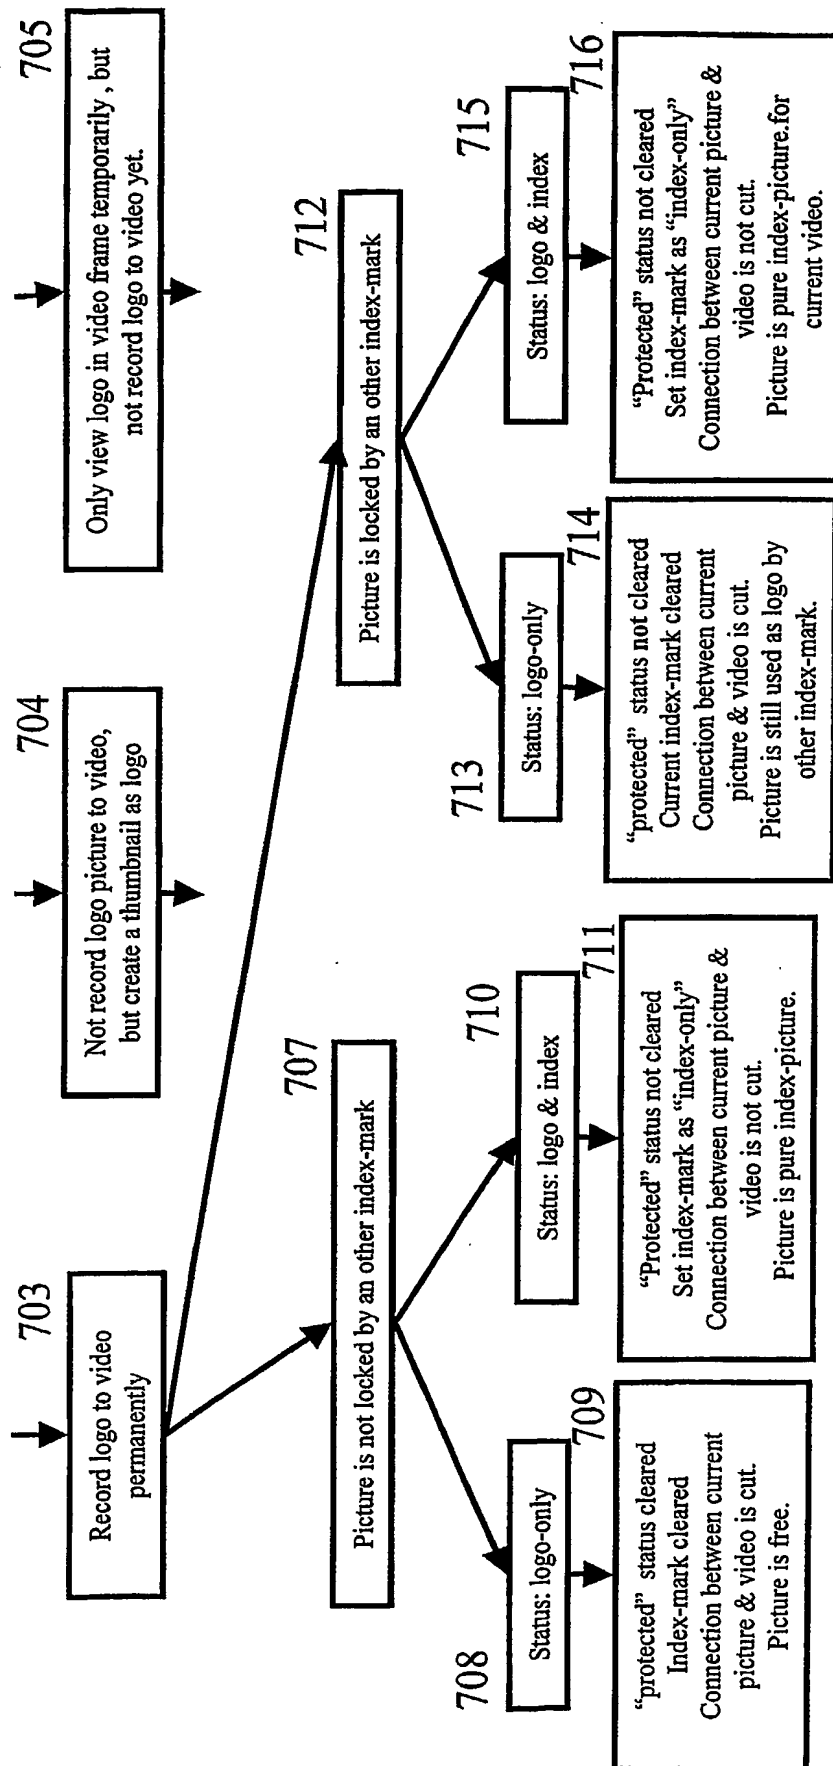 703
Record logo to video
permanently
704
Not record logo picture to video,
but create a thumbnail as logo
705
Only view logo in video frame temporarily, but
not record logo to video yet.
707
Picture is not locked by an other index-mark
712
Picture is locked by an other index-mark
708
Status: logo-only
710
Status: logo & index
713
Status: logo-only
715
Status: logo & index
709
“protected” status cleared
Index-mark cleared
Connection between current
picture & video is cut.
Picture is free.
711
“Protected” status not cleared
Set index-mark as “index-only”
Connection between current picture &
video is not cut.
Picture is pure index-picture.
714
“protected” status not cleared
Current index-mark cleared
Connection between current
picture & video is cut.
Picture is still used as logo by
other index-mark.
716
“Protected” status not cleared
Set index-mark as “index-only”
Connection between current picture &
video is not cut.
Picture is pure index-picture.for
current video.